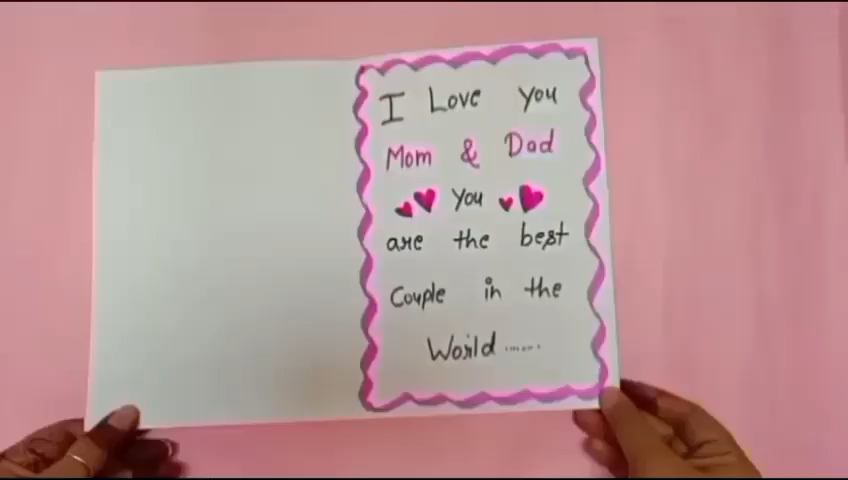 I Love you
Mom & Dad
you
are the best
Couple in the
World.......